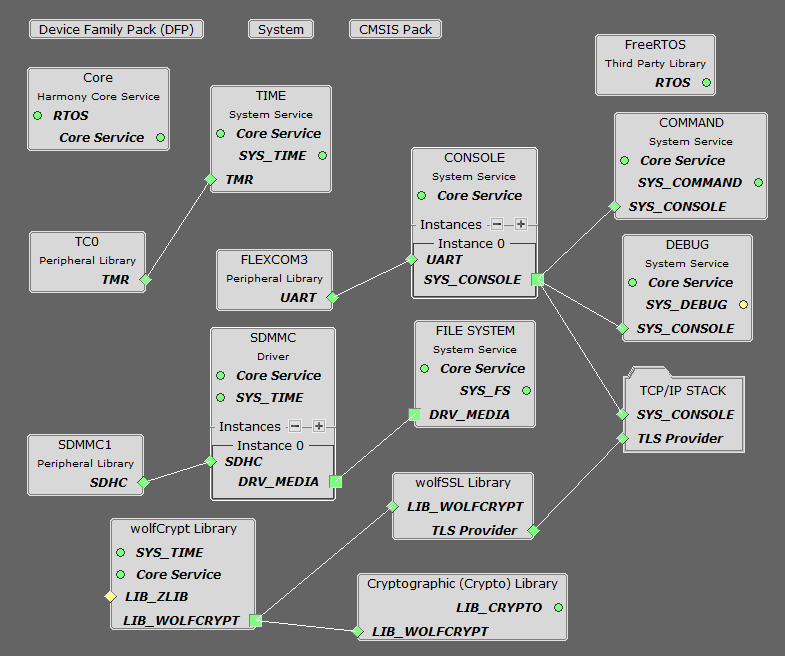 Device Family Pack (DFP)
System
CMSIS Pack
FreeRTOS
Third Party Library
RTOS
Core
Harmony Core Service
RTOS
Core Service
TIME
System Service
Core Service
SYS_TIME
TMR
COMMAND
System Service
Core Service
SYS_COMMAND
SYS_CONSOLE
CONSOLE
System Service
Core Service
Instances
Instance 0
UART
SYS_CONSOLE
TC0
Peripheral Library
TMR
FLEXCOM3
Peripheral Library
UART
DEBUG
System Service
Core Service
SYS_DEBUG
SYS_CONSOLE
SDMMC
Driver
Core Service
SYS_TIME
Instances
Instance 0
SDHC
DRV_MEDIA
FILE SYSTEM
System Service
Core Service
SYS_FS
DRV_MEDIA
TCP/IP STACK
SYS_CONSOLE
TLS Provider
SDMMC1
Peripheral Library
SDHC
wolfSSL Library
LIB_WOLFCRYPT
TLS Provider
wolfCrypt Library
SYS_TIME
Core Service
LIB_ZLIB
LIB_WOLFCRYPT
Cryptographic (Crypto) Library
LIB_CRYPTO
LIB_WOLFCRYPT